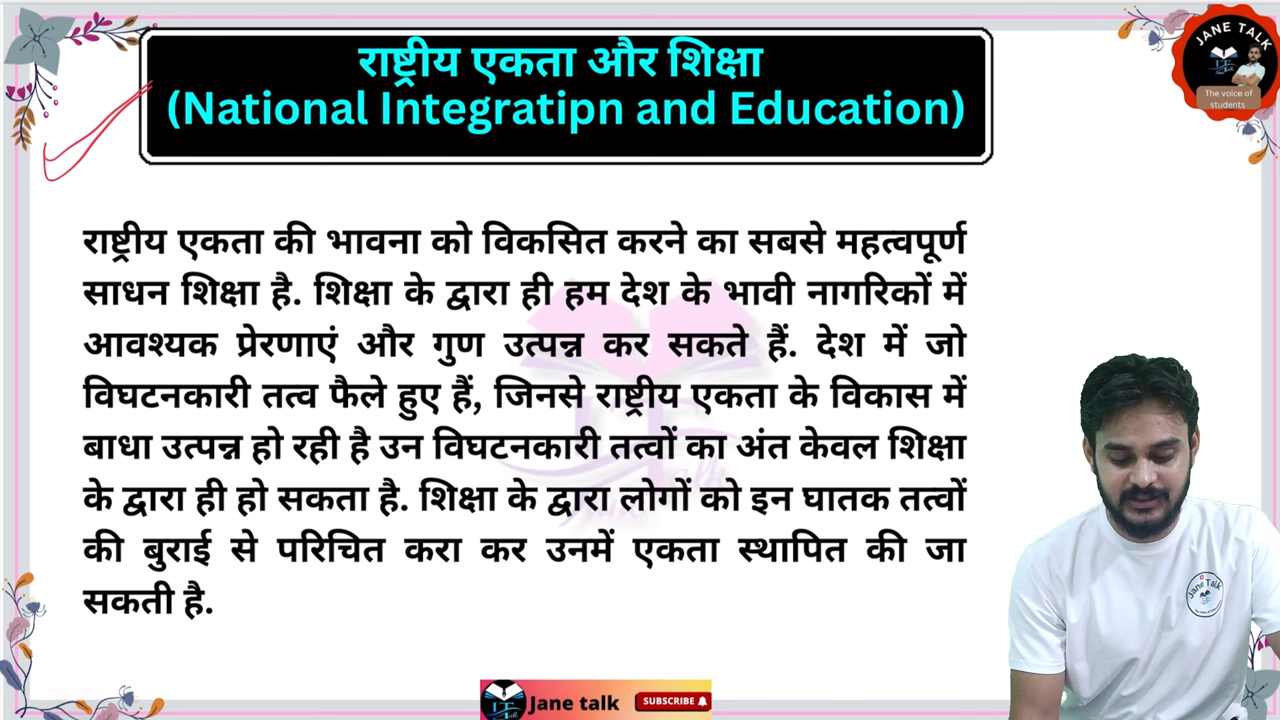 राष्ट्रीय एकता और शिक्षा
(National Integratipn and Education)
JANE TALK
The voice of
students
राष्ट्रीय एकता की भावना को विकसित करने का सबसे महत्वपूर्ण
साधन शिक्षा है. शिक्षा के द्वारा ही हम देश के भावी नागरिकों में
आवश्यक प्रेरणाएं और गुण उत्पन्न कर सकते हैं. देश में जो
विघटनकारी तत्व फैले हुए हैं, जिनसे राष्ट्रीय एकता के विकास में
बाधा उत्पन्न हो रही है उन विघटनकारी तत्वों का अंत केवल शिक्षा
के द्वारा ही हो सकता है. शिक्षा के द्वारा लोगों को इन घातक तत्वों
की बुराई से परिचित करा कर उनमें एकता स्थापित की जा
सकती है.
Jane Talk
Jane talk
SUBSCRIBE